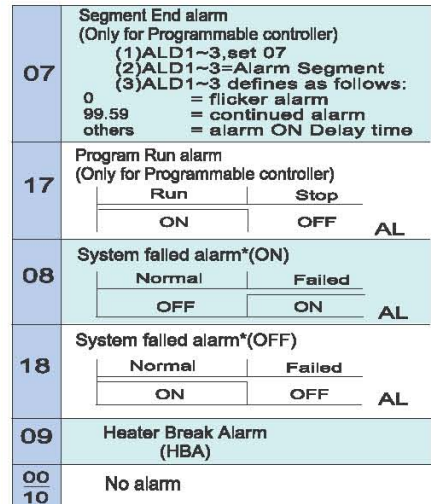 07
Segment End alarm
(Only for Programmable controller)
(1)ALD1~3,set 07
(2)ALD1~3=Alarm Segment
(3)ALD1~3 defines as follows:
0 = flicker alarm
99.59 = continued alarm
others = alarm ON Delay time
17
Program Run alarm
(Only for Programmable controller)
Run Stop
ON OFF AL
08
System failed alarm*(ON)
Normal Failed
OFF ON AL
18
System failed alarm*(OFF)
Normal Failed
ON OFF AL
09
Heater Break Alarm
(HBA)
00
10
No alarm